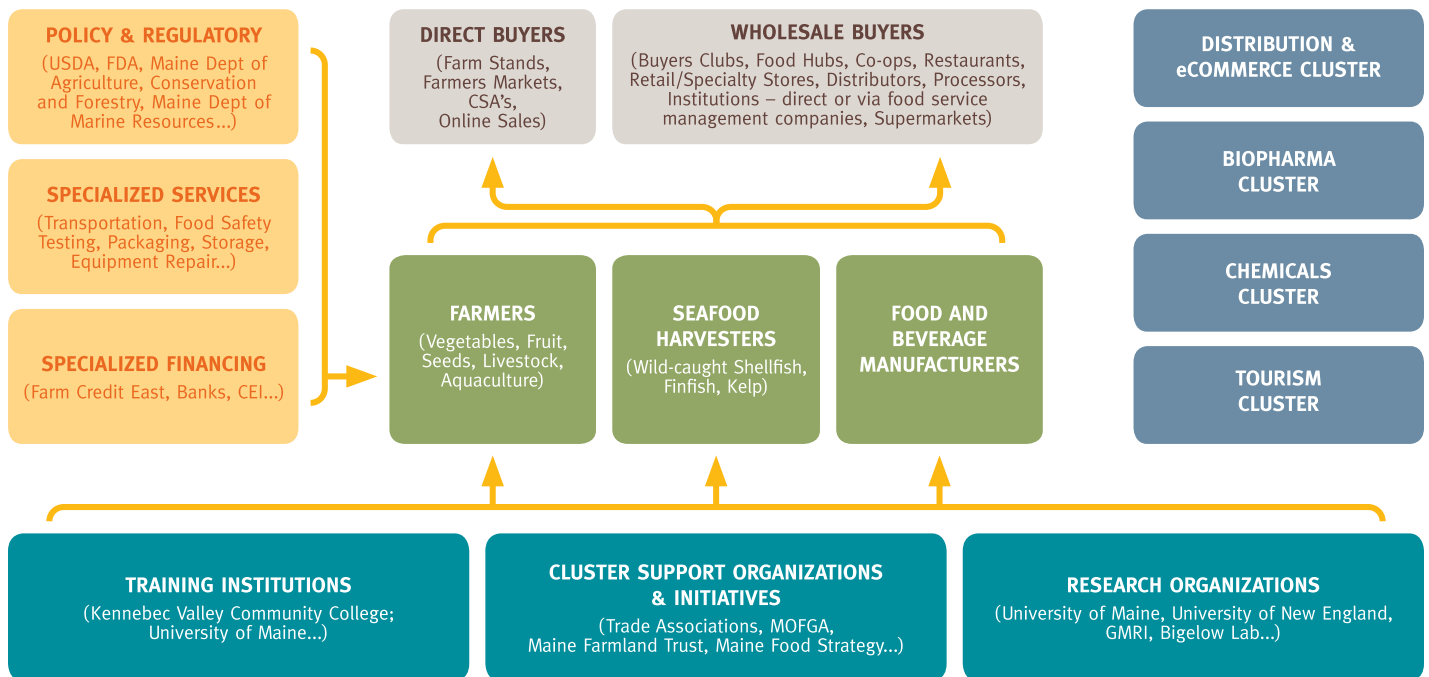 POLICY & REGULATORY
(USDA, FDA, Maine Dept of
Agriculture, Conservation
and Forestry, Maine Dept of
Marine Resources...)
SPECIALIZED SERVICES
(Transportation, Food Safety
Testing, Packaging, Storage,
Equipment Repair...)
SPECIALIZED FINANCING
(Farm Credit East, Banks, CEI...)
DIRECT BUYERS
(Farm Stands,
Farmers Markets,
CSA’s,
Online Sales)
WHOLESALE BUYERS
(Buyers Clubs, Food Hubs, Co-ops, Restaurants,
Retail/Specialty Stores, Distributors, Processors,
Institutions – direct or via food service
management companies, Supermarkets)
FARMERS
(Vegetables, Fruit,
Seeds, Livestock,
Aquaculture)
SEAFOOD
HARVESTERS
(Wild-caught Shellfish,
Finfish, Kelp)
FOOD AND
BEVERAGE
MANUFACTURERS
DISTRIBUTION &
eCOMMERCE CLUSTER
BIOPHARMA
CLUSTER
CHEMICALS
CLUSTER
TOURISM
CLUSTER
TRAINING INSTITUTIONS
(Kennebec Valley Community College;
University of Maine...)
CLUSTER SUPPORT ORGANIZATIONS
& INITIATIVES
(Trade Associations, MOFGA,
Maine Farmland Trust, Maine Food Strategy...)
RESEARCH ORGANIZATIONS
(University of Maine, University of New England,
GMRI, Bigelow Lab...)